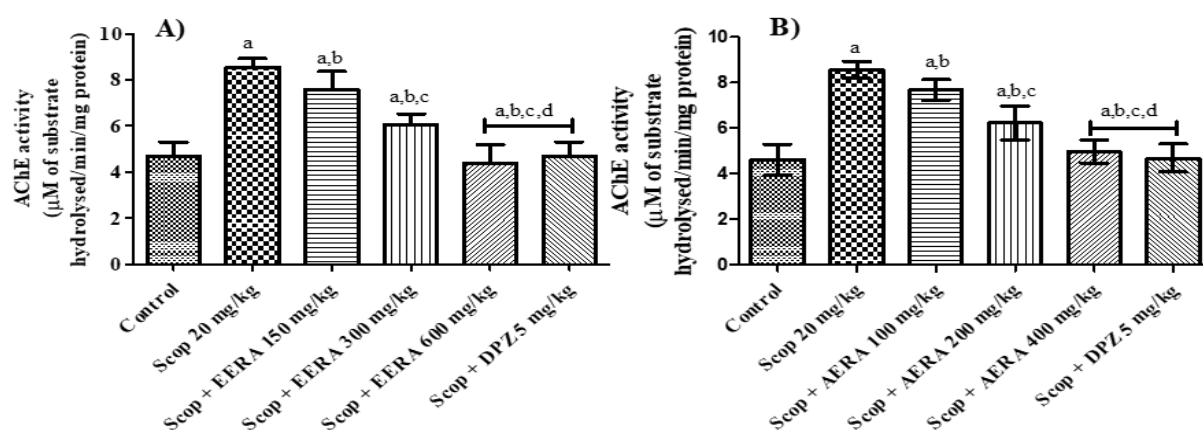 A)
AChE activity
(µM of substrate
hydrolysed/min/mg protein)
10
8
6
4
2
0
a
a,b
a,b,c
a,b,c,d
Control
Scop 20 mg/kg
Scop + EERA 150 mg/kg
Scop + EERA 300 mg/kg
Scop + EERA 600 mg/kg
Scop + DPZ 5 mg/kg
B)
AChE activity
(µM of substrate
hydrolysed/min/mg protein)
10
8
6
4
2
0
a
a,b
a,b,c
a,b,c,d
Control
Scop 20 mg/kg
Scop + AERA 100 mg/kg
Scop + AERA 200 mg/kg
Scop + AERA 400 mg/kg
Scop + DPZ 5 mg/kg